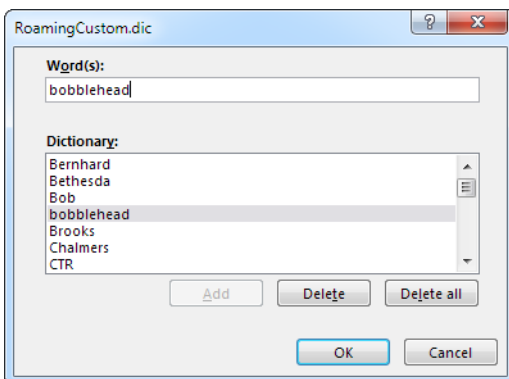 RoamingCustom.dic
Word(s):
bobblehead
Dictionary:
Bernhard
Bethesda
Bob
bobblehead
Brooks
Chalmers
CTR
Add Delete Delete all
OK Cancel